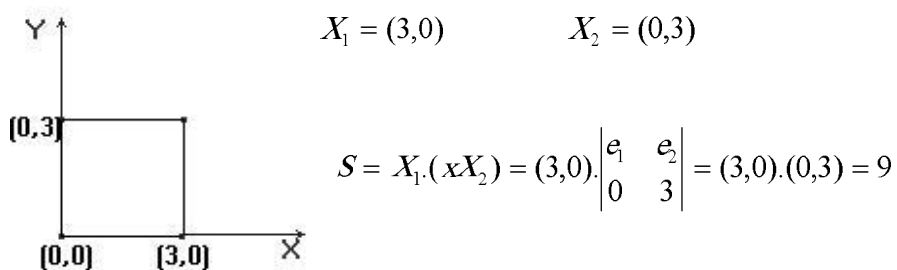 Y
X₁ = (3,0) X₂ = (0,3)
(0,3)
S = X₁.(xX₂) = (3,0).|e₁ e₂; 0 3| = (3,0).(0,3) = 9
(0,0) (3,0) X